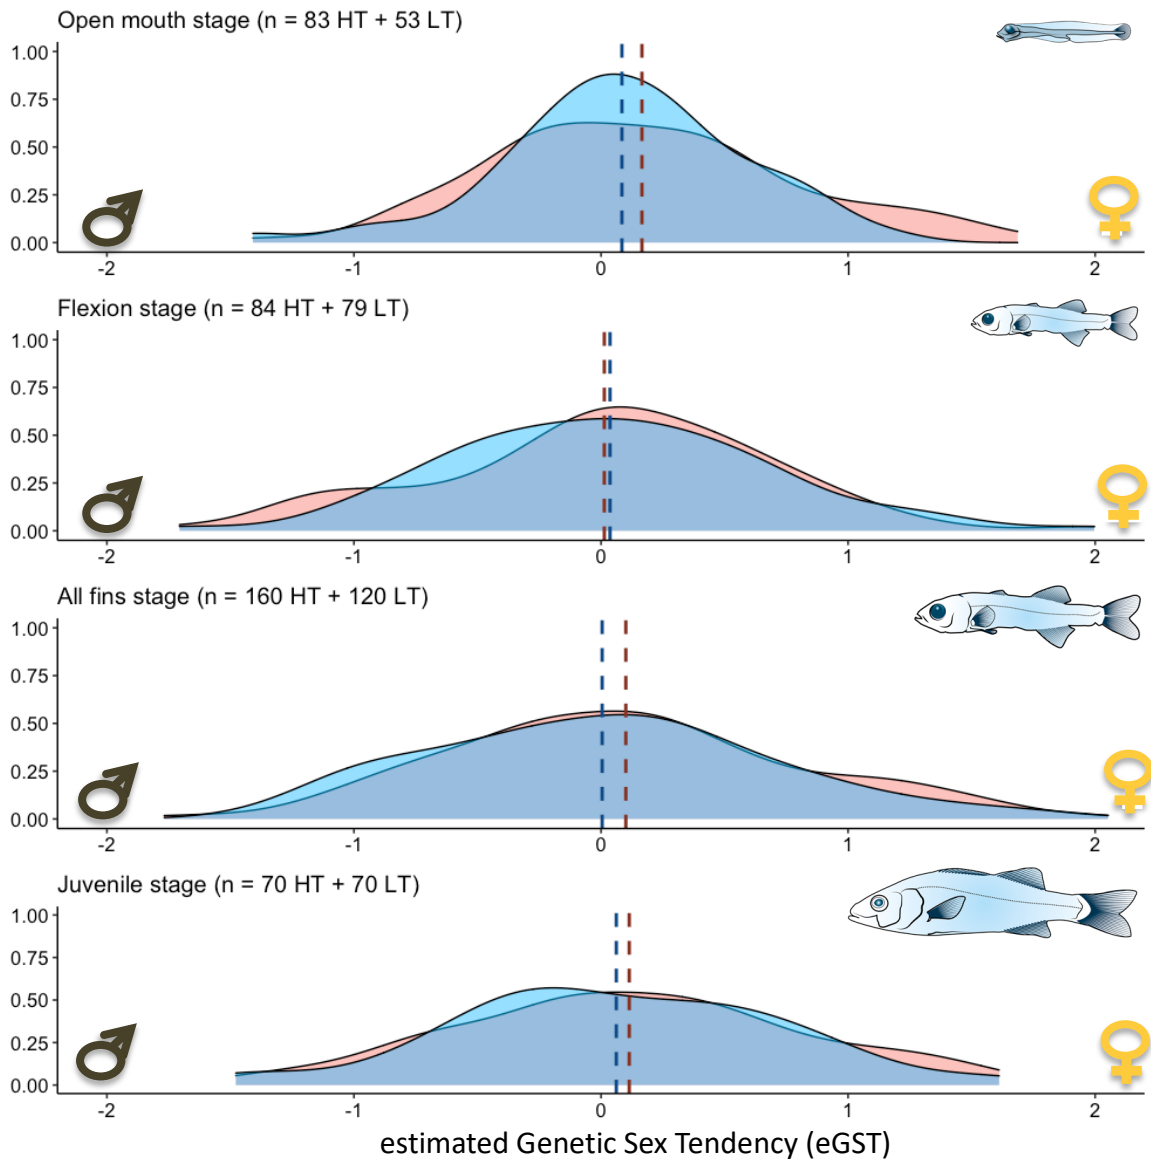 Open mouth stage (n = 83 HT + 53 LT)
1.00
0.75
0.50
0.25
0.00
-2 -1 0 1 2
Flexion stage (n = 84 HT + 79 LT)
1.00
0.75
0.50
0.25
0.00
-2 -1 0 1 2
All fins stage (n = 160 HT + 120 LT)
1.00
0.75
0.50
0.25
0.00
-2 -1 0 1 2
Juvenile stage (n = 70 HT + 70 LT)
1.00
0.75
0.50
0.25
0.00
-2 -1 0 1 2
estimated Genetic Sex Tendency (eGST)